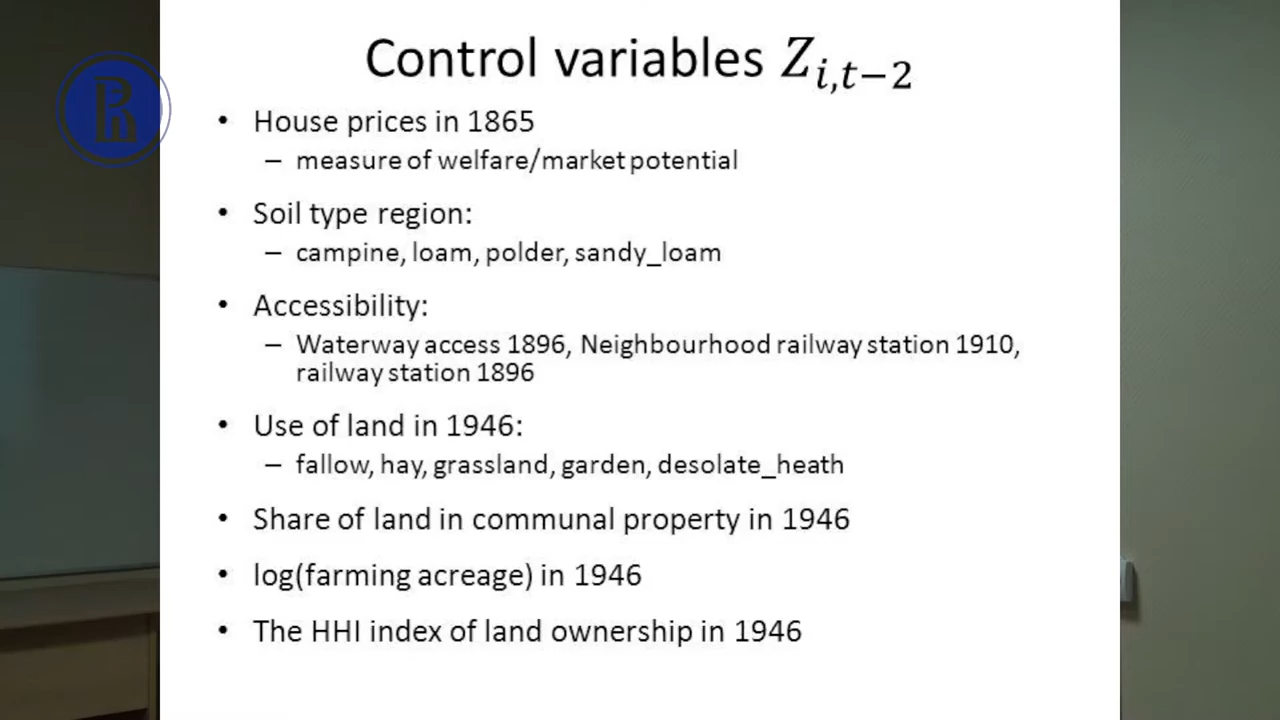 Control variables Z_{i,t−2}
• House prices in 1865
– measure of welfare/market potential
• Soil type region:
– campine, loam, polder, sandy_loam
• Accessibility:
– Waterway access 1896, Neighbourhood railway station 1910,
railway station 1896
• Use of land in 1946:
– fallow, hay, grassland, garden, desolate_heath
• Share of land in communal property in 1946
• log(farming acreage) in 1946
• The HHI index of land ownership in 1946